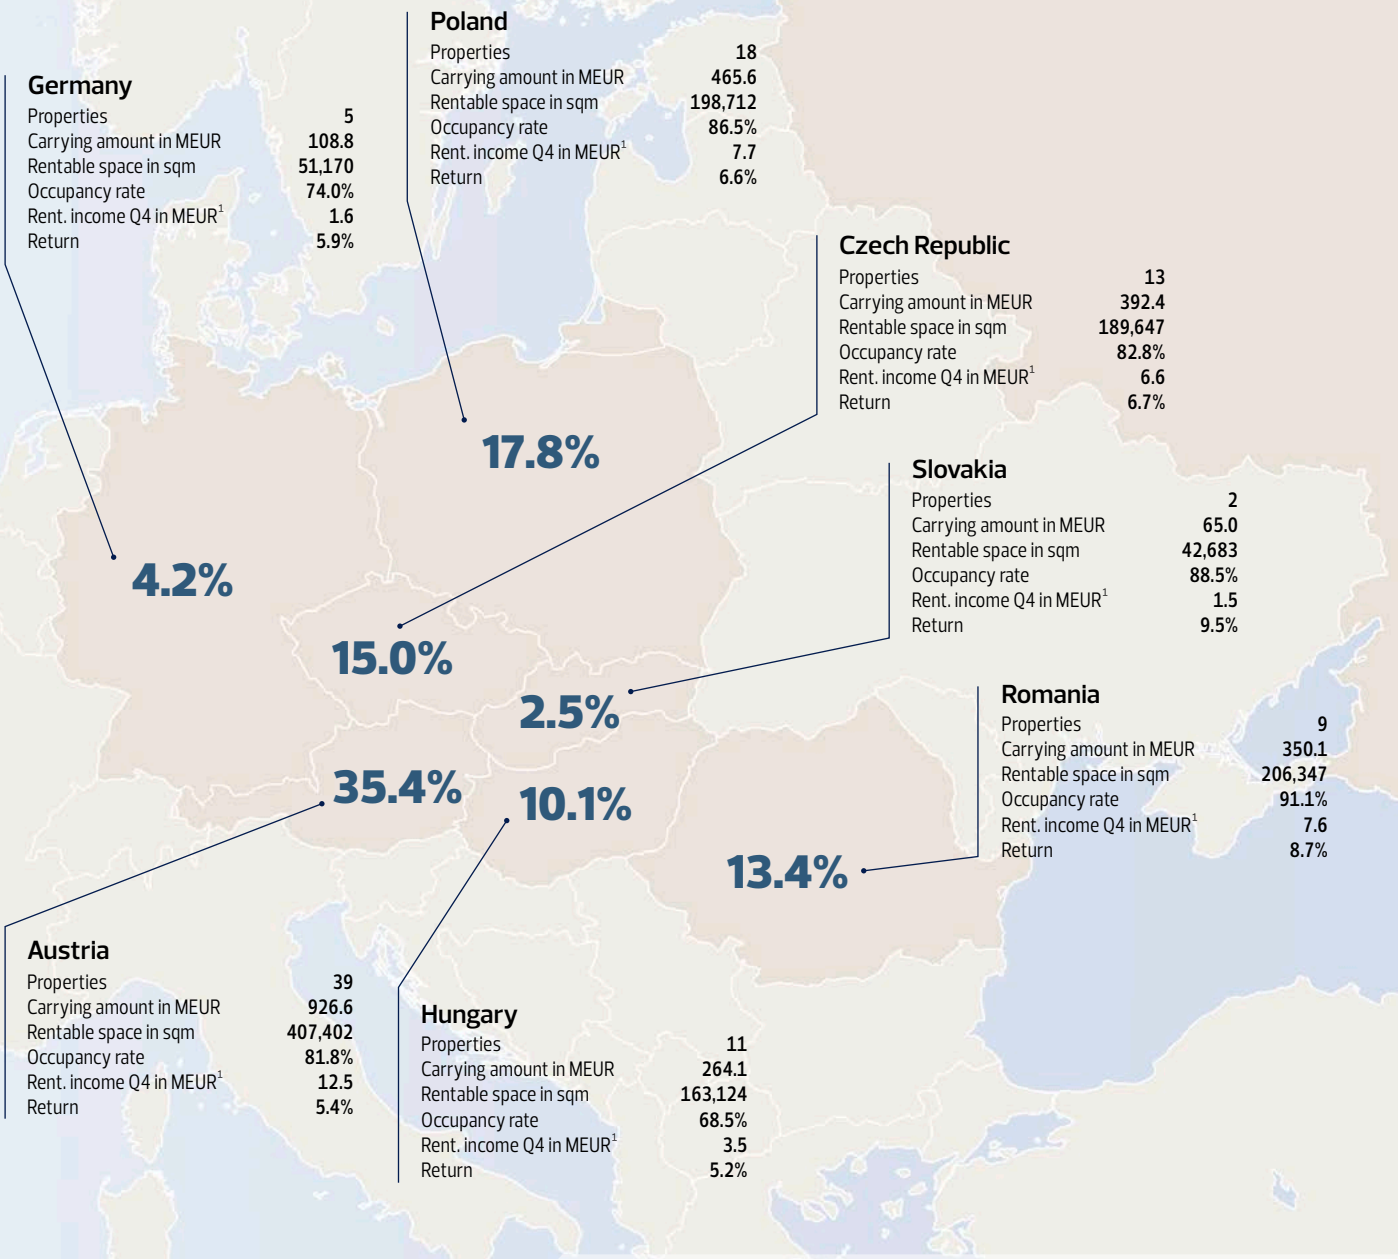 Poland
Properties 18
Carrying amount in MEUR 465.6
Rentable space in sqm 198,712
Occupancy rate 86.5%
Rent. income Q4 in MEUR¹ 7.7
Return 6.6%
Germany
Properties 5
Carrying amount in MEUR 108.8
Rentable space in sqm 51,170
Occupancy rate 74.0%
Rent. income Q4 in MEUR¹ 1.6
Return 5.9%
Czech Republic
Properties 13
Carrying amount in MEUR 392.4
Rentable space in sqm 189,647
Occupancy rate 82.8%
Rent. income Q4 in MEUR¹ 6.6
Return 6.7%
17.8%
Slovakia
Properties 2
Carrying amount in MEUR 65.0
Rentable space in sqm 42,683
Occupancy rate 88.5%
Rent. income Q4 in MEUR¹ 1.5
Return 9.5%
4.2%
15.0%
2.5%
Romania
Properties 9
Carrying amount in MEUR 350.1
Rentable space in sqm 206,347
Occupancy rate 91.1%
Rent. income Q4 in MEUR¹ 7.6
Return 8.7%
35.4%
10.1%
13.4%
Austria
Properties 39
Carrying amount in MEUR 926.6
Rentable space in sqm 407,402
Occupancy rate 81.8%
Rent. income Q4 in MEUR¹ 12.5
Return 5.4%
Hungary
Properties 11
Carrying amount in MEUR 264.1
Rentable space in sqm 163,124
Occupancy rate 68.5%
Rent. income Q4 in MEUR¹ 3.5
Return 5.2%